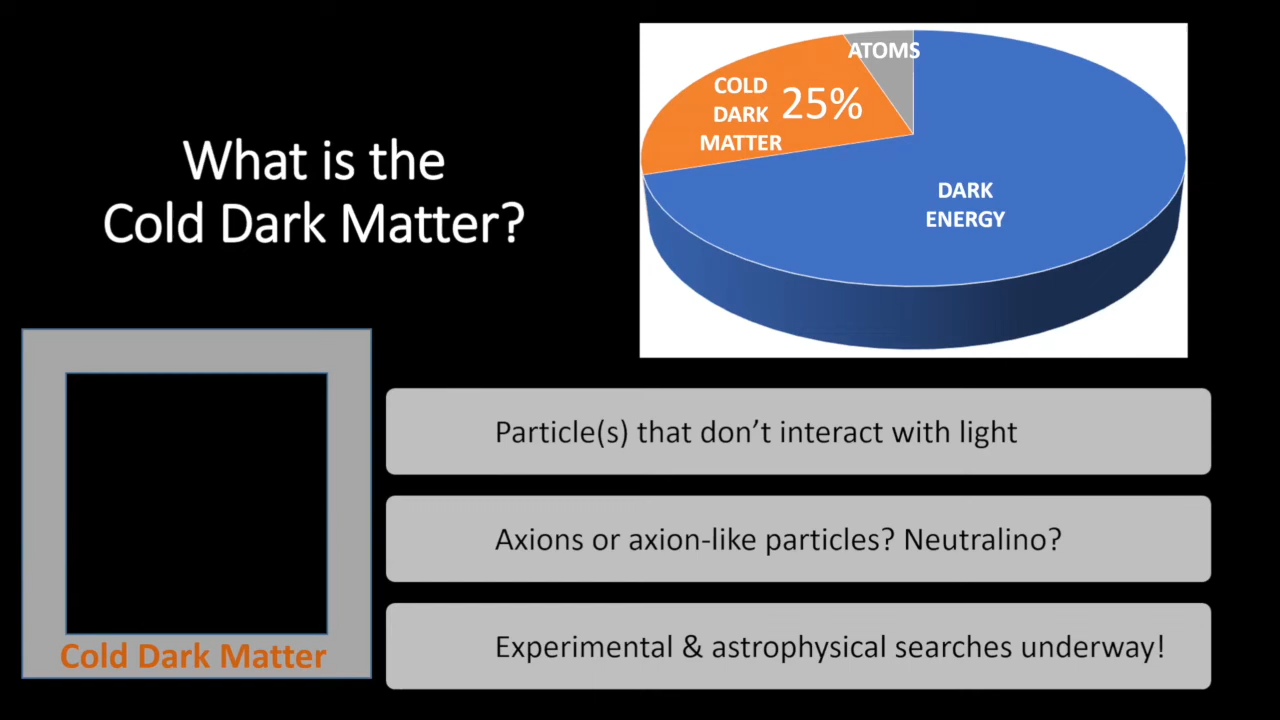 What is the
Cold Dark Matter?
ATOMS
COLD
DARK
MATTER
25%
DARK
ENERGY
Cold Dark Matter
Particle(s) that don’t interact with light
Axions or axion-like particles? Neutralino?
Experimental & astrophysical searches underway!